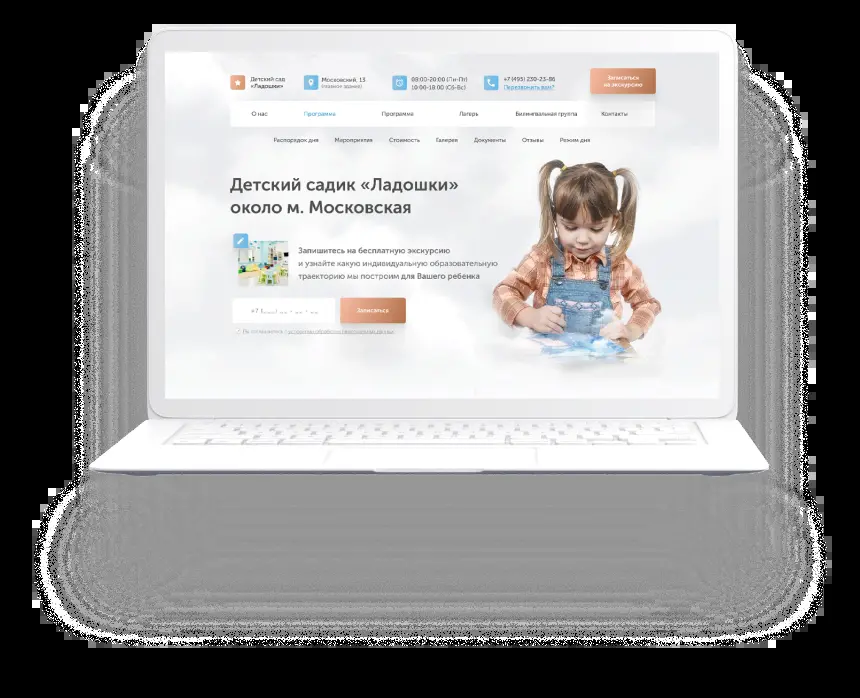 Детский сад
«Ладошки»
Московский, 13
(главное здание)
08:00-20:00 (Пн-Пт)
10:00-18:00 (Сб-Вс)
+7 (495) 230-23-86
Перезвонить вам?
Записаться
на экскурсию
О нас
Программа
Программа
Лагерь
Билингвальная группа
Контакты
Распорядок дня
Мероприятия
Стоимость
Галерея
Документы
Отзывы
Режим дня
Детский садик «Ладошки»
около м. Московская
Запишитесь на бесплатную экскурсию
и узнайте какую индивидуальную образовательную
траекторию мы построим для Вашего ребенка
+7
Записаться